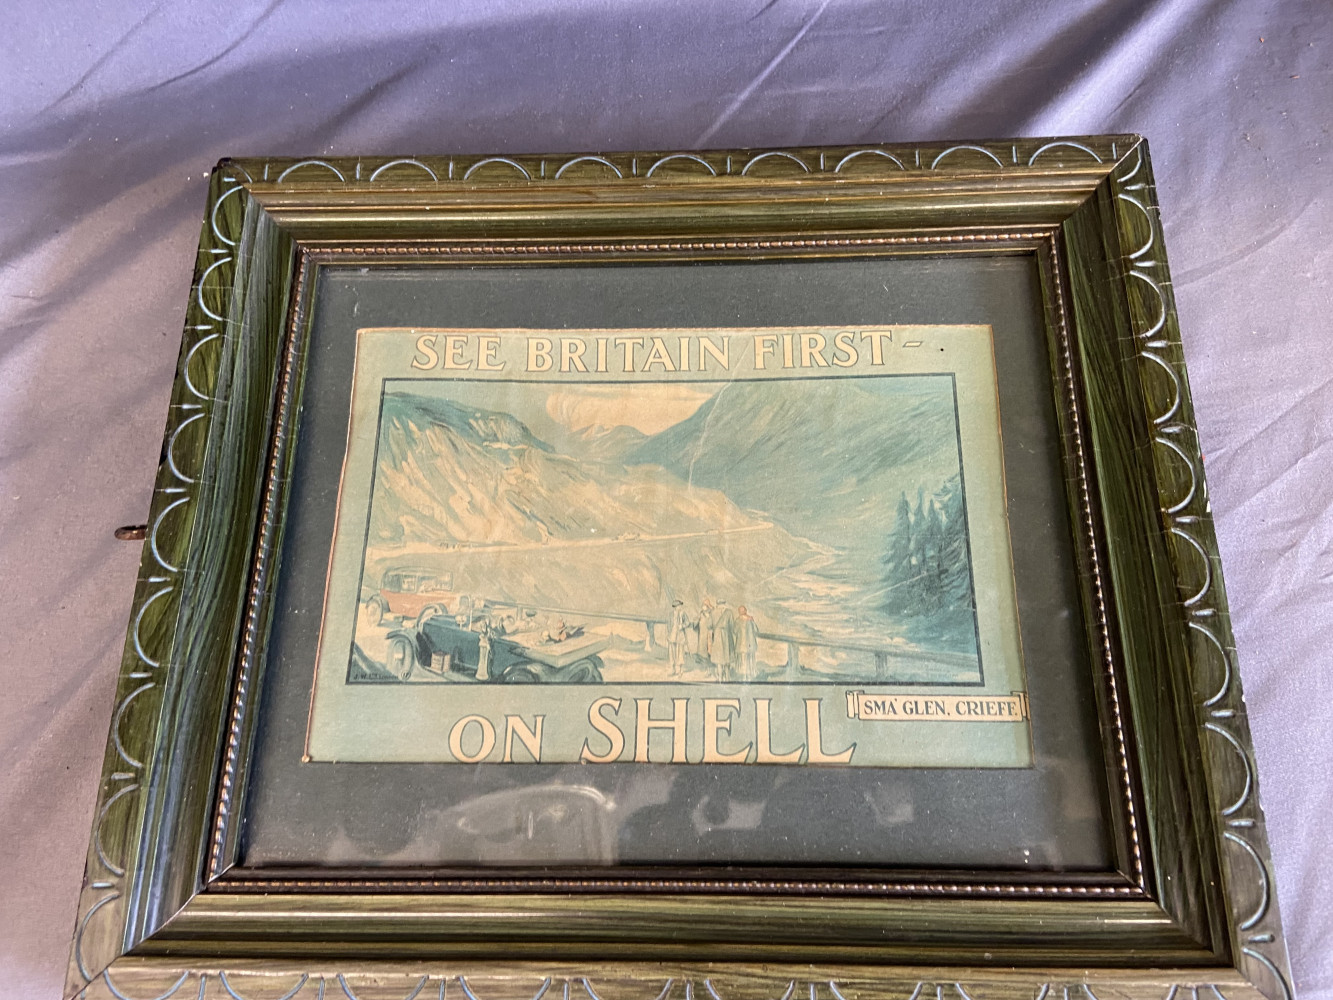 SEE BRITAIN FIRST -
ON SHELL
SMA' GLEN, CRIEFF.